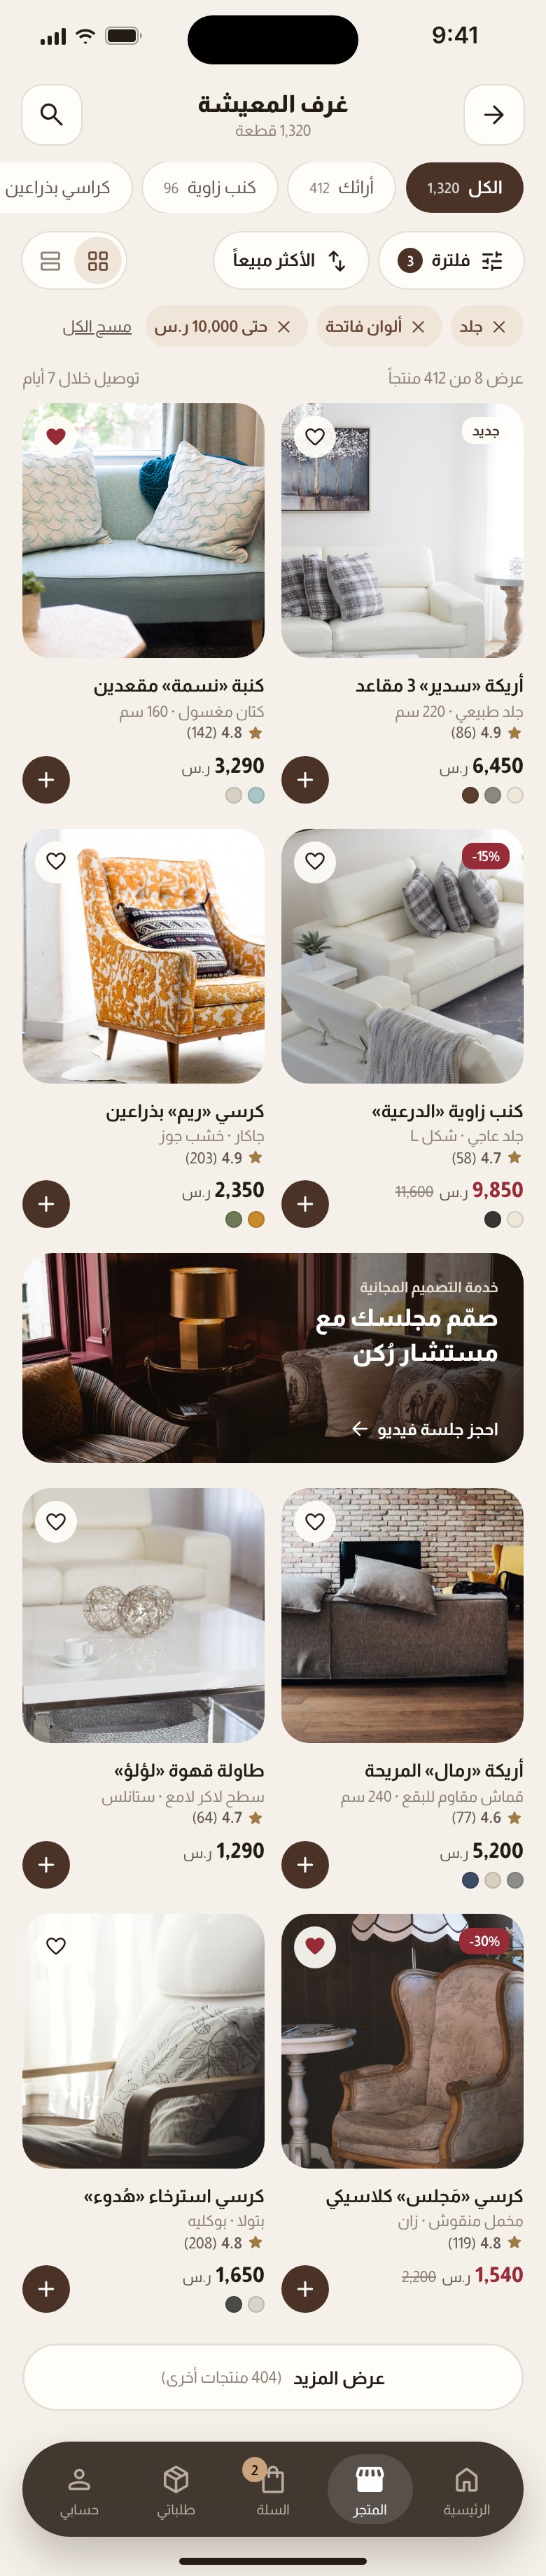 9:41
غرف المعيشة
1,320 قطعة
الكل 1,320
أرائك 412
كنب زاوية 96
كراسي بذراعين
فلترة 3
الأكثر مبيعاً
جلد
ألوان فاتحة
حتى 10,000 ر.س
مسح الكل
عرض 8 من 412 منتجاً
توصيل خلال 7 أيام
جديد
أريكة «سدير» 3 مقاعد
جلد طبيعي · 220 سم
4.9 (86)
6,450 ر.س
كنبة «نسمة» مقعدين
كتان مغسول · 160 سم
4.8 (142)
3,290 ر.س
-15%
كنب زاوية «الدرعية»
جلد عاجي · شكل L
4.7 (58)
9,850 ر.س 11,600
كرسي «ريم» بذراعين
جاكار · خشب جوز
4.9 (203)
2,350 ر.س
خدمة التصميم المجانية
صمّم مجلسك مع
مستشار رُكن
احجز جلسة فيديو
أريكة «رمال» المريحة
قماش مقاوم للبقع · 240 سم
4.6 (77)
5,200 ر.س
طاولة قهوة «لؤلؤ»
سطح لاكر لامع · ستانلس
4.7 (64)
1,290 ر.س
-30%
كرسي «مَجلس» كلاسيكي
مخمل منقوش · زان
4.8 (119)
1,540 ر.س 2,200
كرسي استرخاء «هُدوء»
بتولا · بوكليه
4.8 (208)
1,650 ر.س
عرض المزيد (404 منتجات أخرى)
الرئيسية
المتجر
2
السلة
طلباتي
حسابي